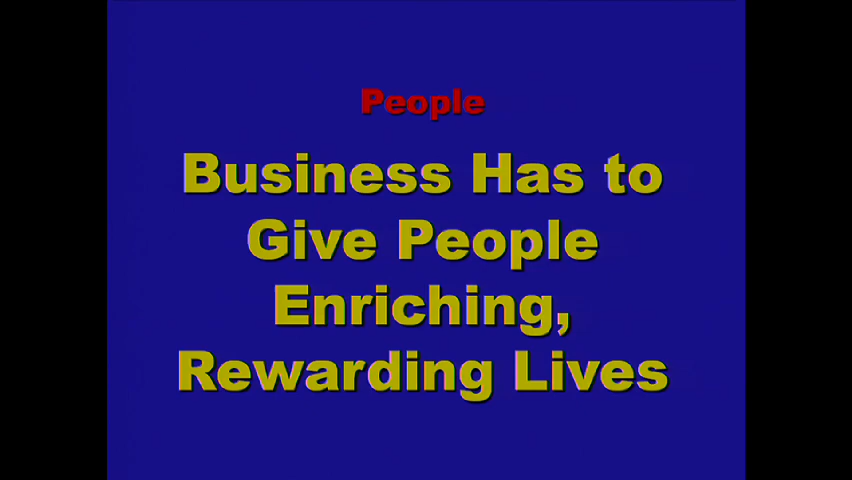 People
Business Has to
Give People
Enriching,
Rewarding Lives